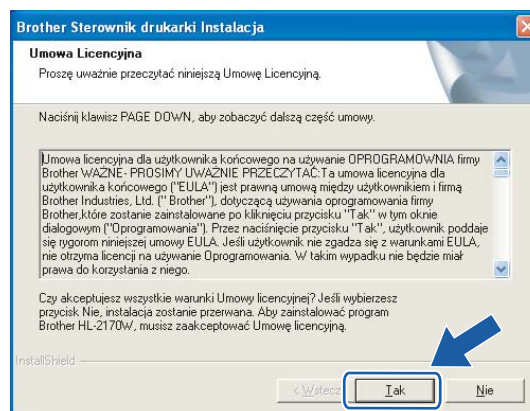 Brother Sterownik drukarki Instalacja
Umowa Licencyjna
Proszę uważnie przeczytać niniejszą Umowę Licencyjną.
Naciśnij klawisz PAGE DOWN, aby zobaczyć dalszą część umowy.
Umowa licencyjna dla użytkownika końcowego na używanie OPROGRAMOWNIA firmy
Brother WAŻNE- PROSIMY UWAŻNIE PRZECZYTAĆ:Ta umowa licencyjna dla
użytkownika końcowego ("EULA") jest prawną umową między użytkownikiem i firmą
Brother Industries, Ltd. (" Brother"), dotyczącą używania oprogramowania firmy
Brother,które zostanie zainstalowane po kliknięciu przycisku "Tak" w tym oknie
dialogowym ("Oprogramowania"). Przez naciśnięcie przycisku "Tak", użytkownik poddaje
się rygorom niniejszej umowy EULA. Jeśli użytkownik nie zgadza się z warunkami EULA,
nie otrzyma licencji na używanie Oprogramowania. W takim wypadku nie będzie miał
prawa do korzystania z niego.
Czy akceptujesz wszystkie warunki Umowy licencyjnej? Jeśli wybierzesz
przycisk Nie, instalacja zostanie przerwana. Aby zainstalować program
Brother HL-2170W, musisz zaakceptować Umowę licencyjną.
InstallShield
< Wstecz Tak Nie